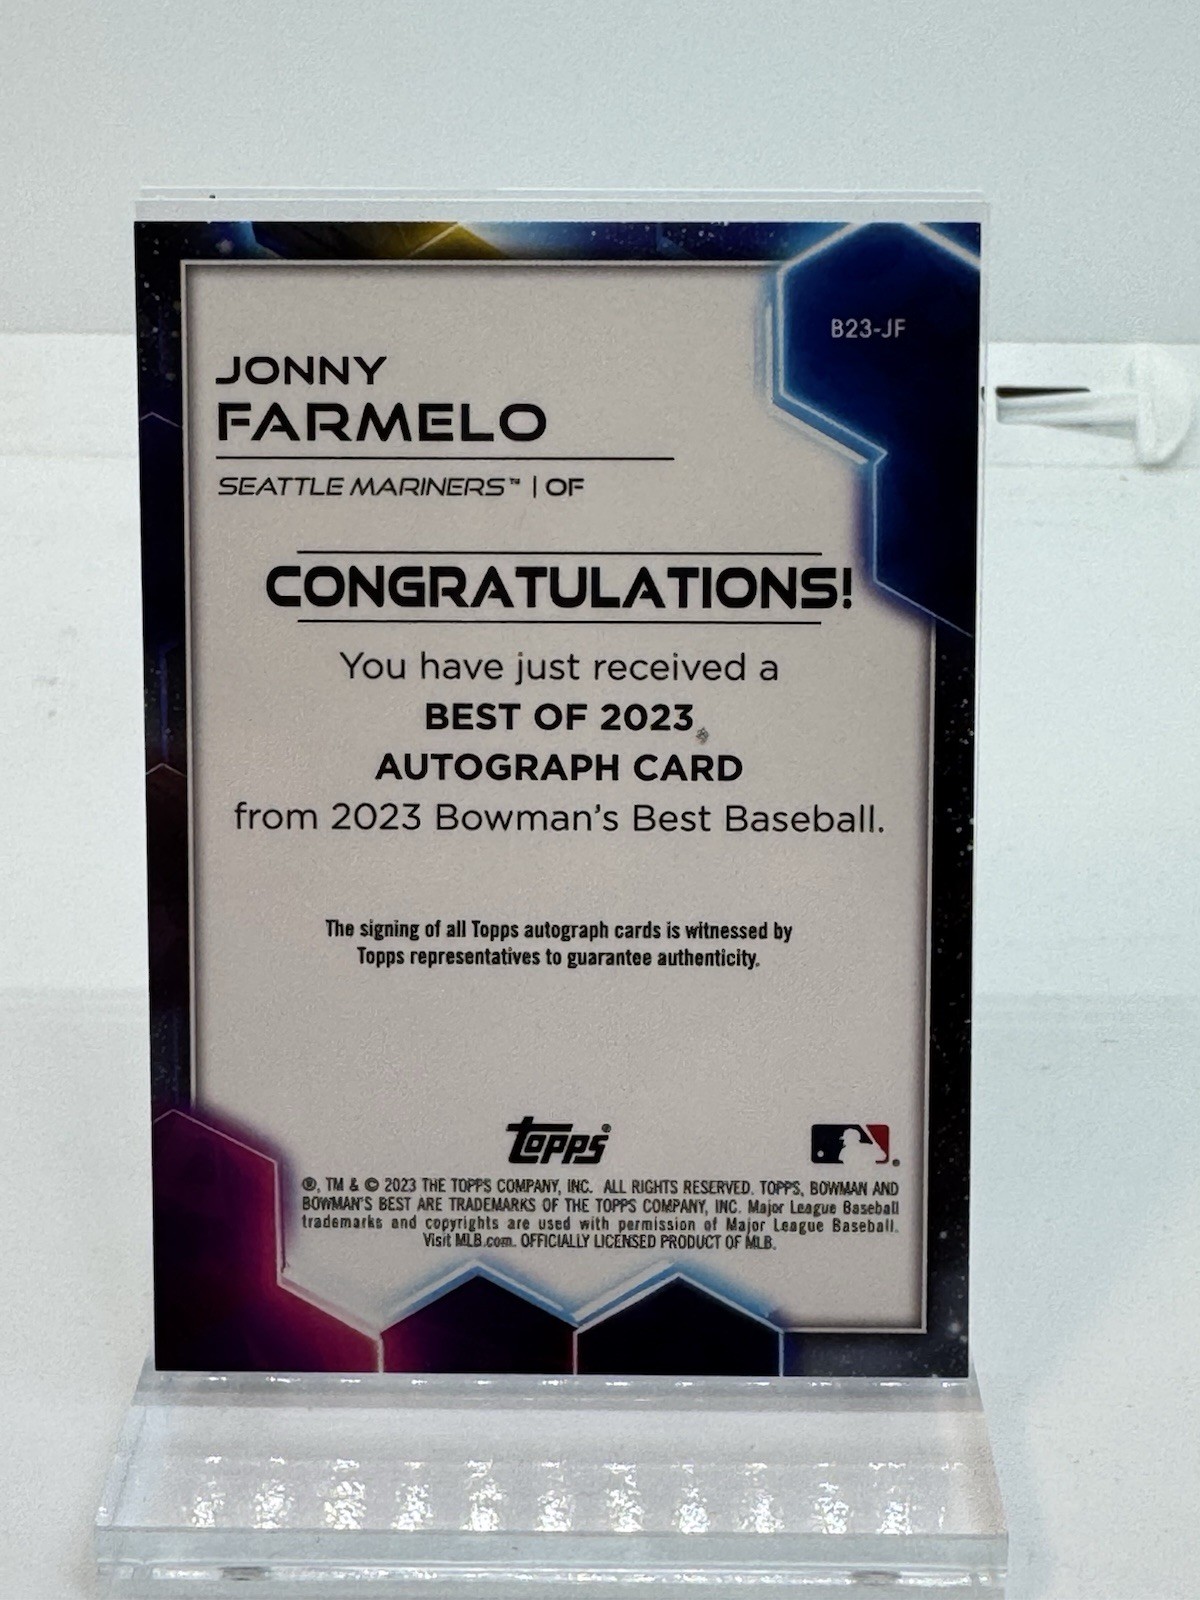 B23-JF
JONNY
FARMELO
SEATTLE MARINERS™ | OF
CONGRATULATIONS!
You have just received a
BEST OF 2023
AUTOGRAPH CARD
from 2023 Bowman's Best Baseball.
The signing of all Topps autograph cards is witnessed by
Topps representatives to guarantee authenticity.
Topps®
®, TM & © 2023 THE TOPPS COMPANY, INC. ALL RIGHTS RESERVED. TOPPS, BOWMAN AND
BOWMAN'S BEST ARE TRADEMARKS OF THE TOPPS COMPANY, INC. Major League Baseball
trademarks and copyrights are used with permission of Major League Baseball.
Visit MLB.com. OFFICIALLY LICENSED PRODUCT OF MLB.